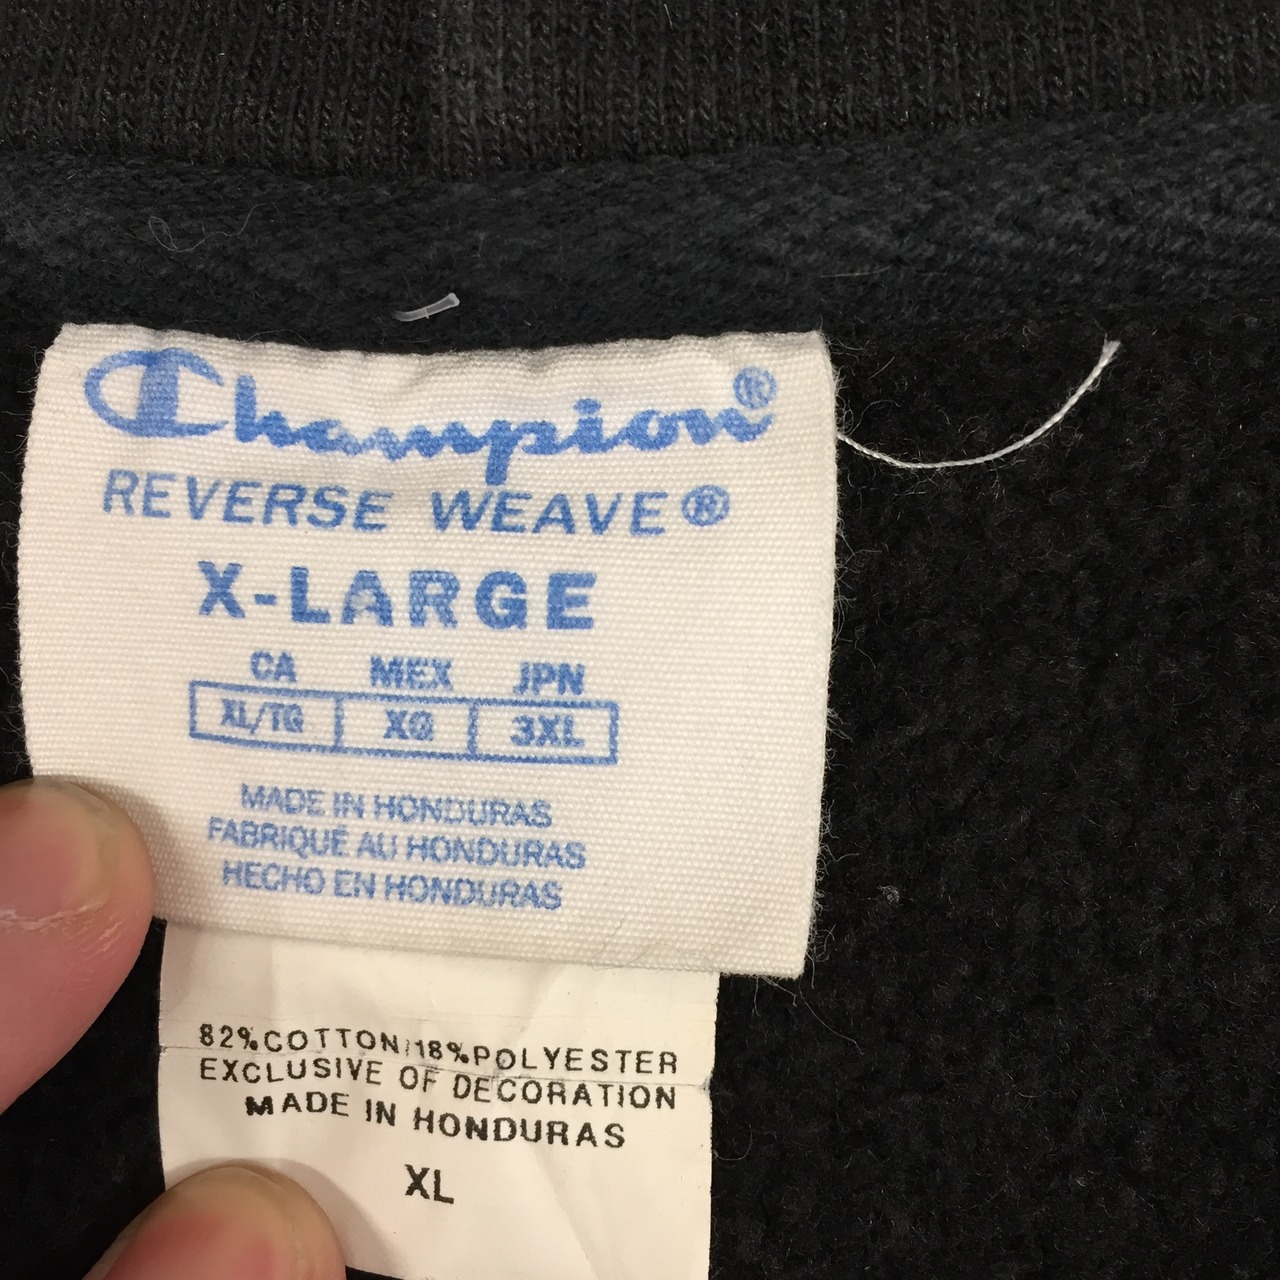 Champion®
REVERSE WEAVE®
X-LARGE
CA MEX JPN
XL/TG XG 3XL
MADE IN HONDURAS
FABRIQUÉ AU HONDURAS
HECHO EN HONDURAS
82%COTTON/18%POLYESTER
EXCLUSIVE OF DECORATION
MADE IN HONDURAS
XL